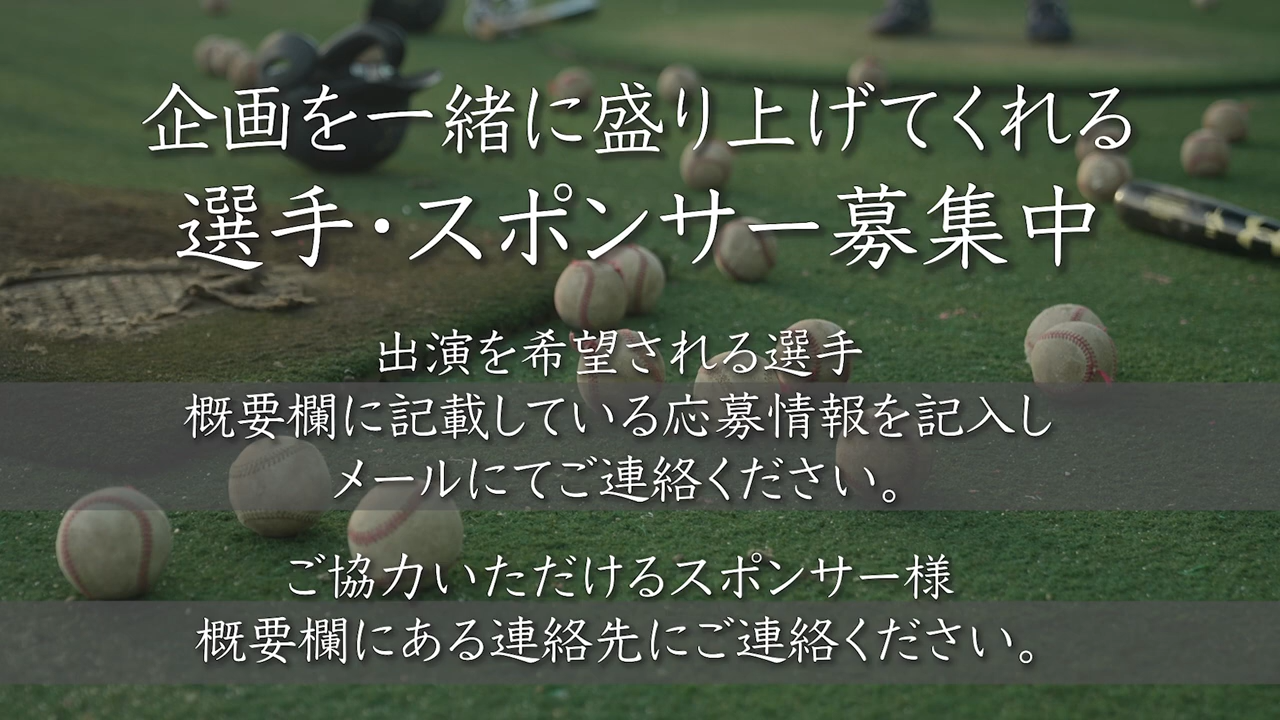 企画を一緒に盛り上げてくれる
選手・スポンサー募集中
出演を希望される選手
概要欄に記載している応募情報を記入し
メールにてご連絡ください。
ご協力いただけるスポンサー様
概要欄にある連絡先にご連絡ください。